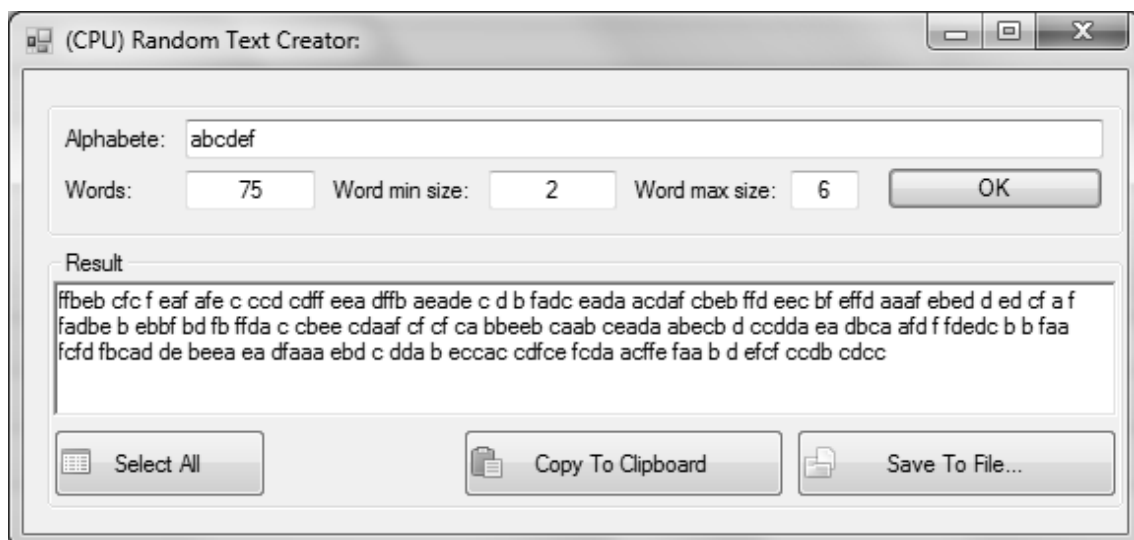 (CPU) Random Text Creator:
Alphabete: abcdef
Words: 75 Word min size: 2 Word max size: 6 OK
Result
ffbeb cfc f eaf afe c ccd cdff eea dffb aeade c d b fadc eada acdaf cbeb ffd eec bf effd aaaf ebed d ed cf a f
fadbe b ebbf bd fb ffda c cbee cdaaf cf cf ca bbeeb caab ceada abecb d ccdda ea dbca afd f fdedc b b faa
fcfd fbcad de beea ea dfaaa ebd c dda b eccac cdfce fcda acffe faa b d efcf ccdb cdcc
Select All Copy To Clipboard Save To File...